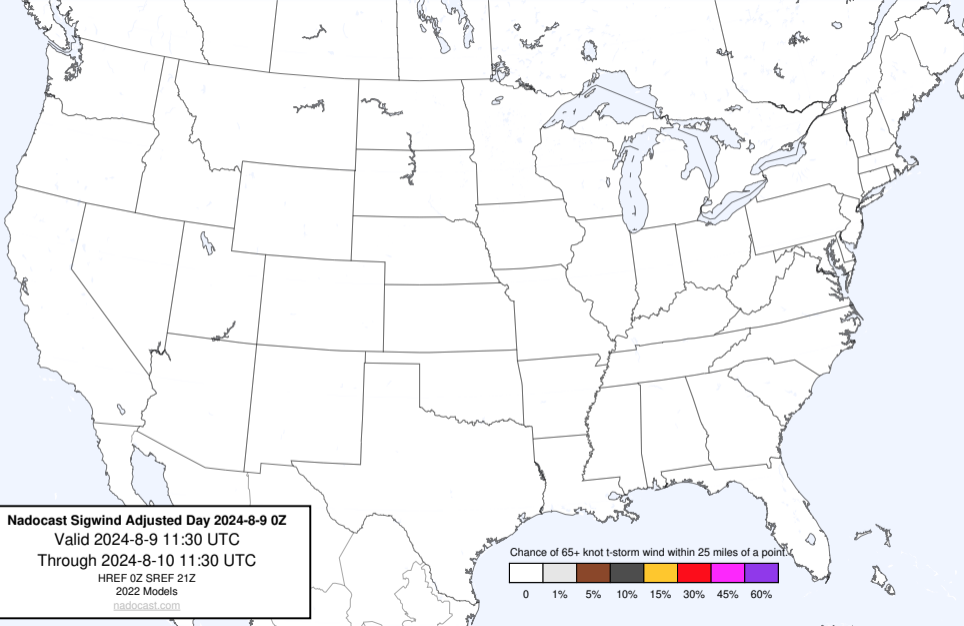 Nadocast Sigwind Adjusted Day 2024-8-9 0Z
Valid 2024-8-9 11:30 UTC
Through 2024-8-10 11:30 UTC
HREF 0Z SREF 21Z
2022 Models
nadocast.com
Chance of 65+ knot t-storm wind within 25 miles of a point.
0 1% 5% 10% 15% 30% 45% 60%